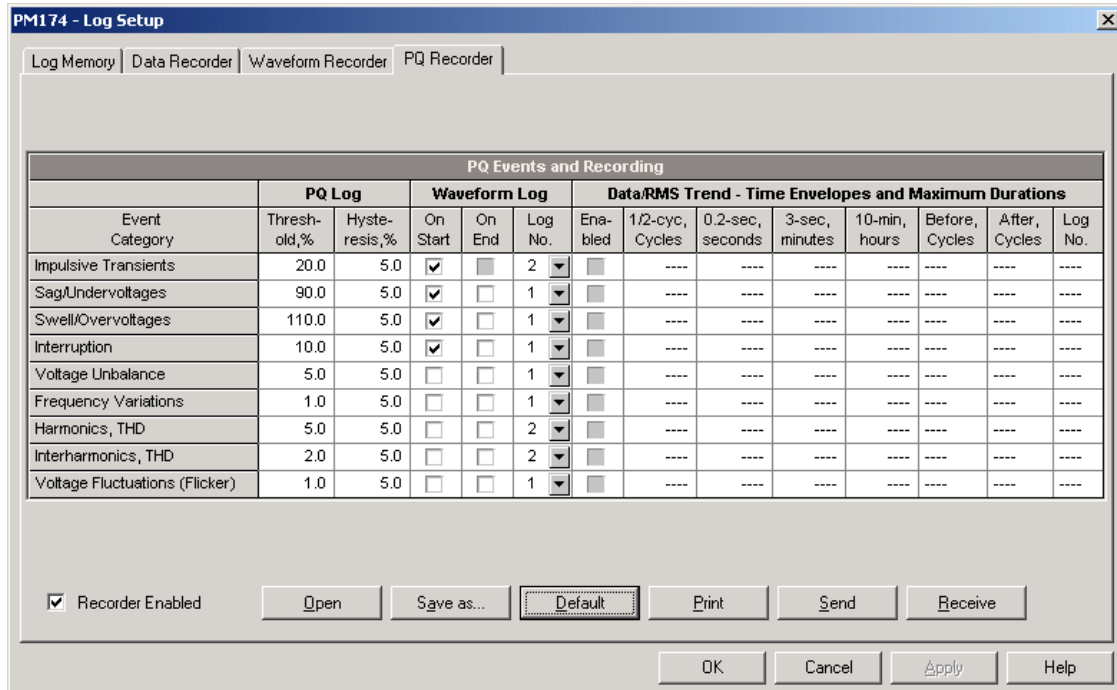 PM174 - Log Setup
Log Memory Data Recorder Waveform Recorder PQ Recorder
PQ Events and Recording
PQ Log Waveform Log Data/RMS Trend - Time Envelopes and Maximum Durations
Event Category Thresh-old,% Hyste-resis,% On Start On End Log No. Ena-bled 1/2-cyc, Cycles 0.2-sec, seconds 3-sec, minutes 10-min, hours Before, Cycles After, Cycles Log No.
Impulsive Transients 20.0 5.0 2 ---- ---- ---- ---- ---- ---- ----
Sag/Undervoltages 90.0 5.0 1 ---- ---- ---- ---- ---- ---- ----
Swell/Overvoltages 110.0 5.0 1 ---- ---- ---- ---- ---- ---- ----
Interruption 10.0 5.0 1 ---- ---- ---- ---- ---- ---- ----
Voltage Unbalance 5.0 5.0 1 ---- ---- ---- ---- ---- ---- ----
Frequency Variations 1.0 5.0 1 ---- ---- ---- ---- ---- ---- ----
Harmonics, THD 5.0 5.0 2 ---- ---- ---- ---- ---- ---- ----
Interharmonics, THD 2.0 5.0 2 ---- ---- ---- ---- ---- ---- ----
Voltage Fluctuations (Flicker) 1.0 5.0 1 ---- ---- ---- ---- ---- ---- ----
Recorder Enabled Open Save as... Default Print Send Receive
OK Cancel Apply Help